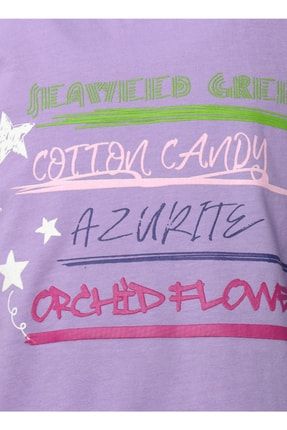 SEAWEED GREE
COTTON CANDY
AZURITE
ORCHID FLOWE